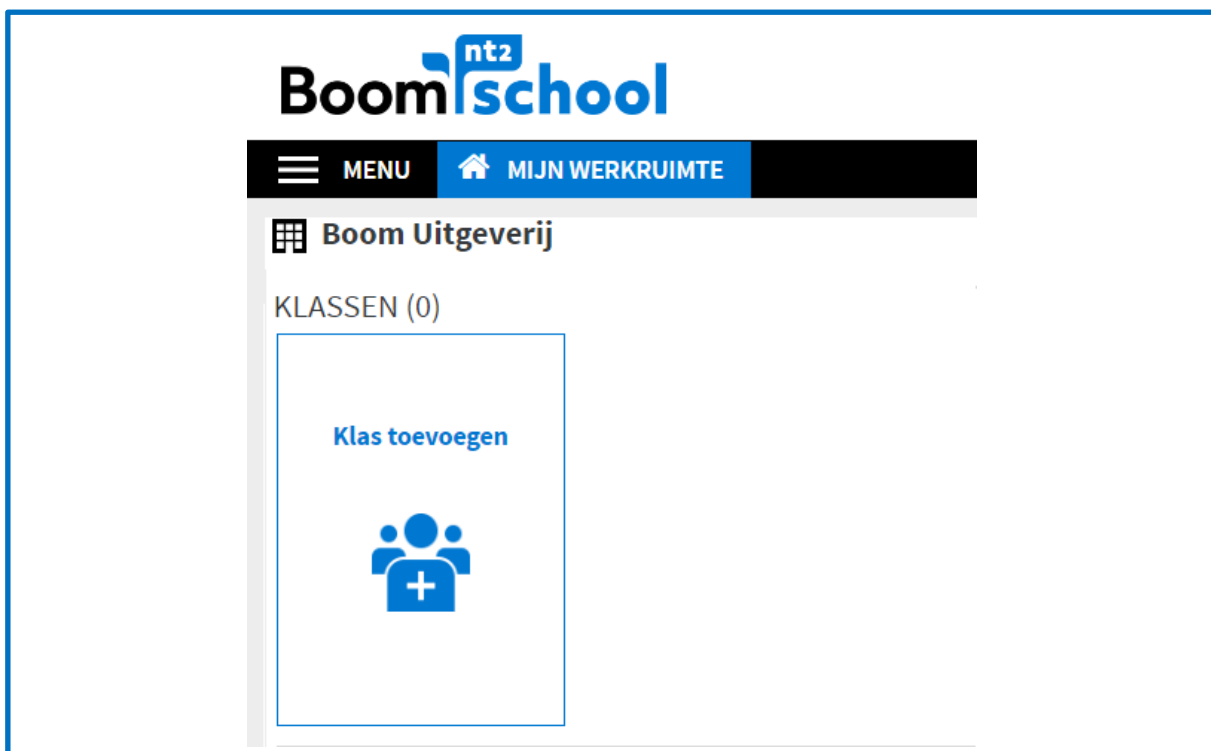 nt2
Boom school
MENU MIJN WERKRUIMTE
Boom Uitgeverij
KLASSEN (0)
Klas toevoegen